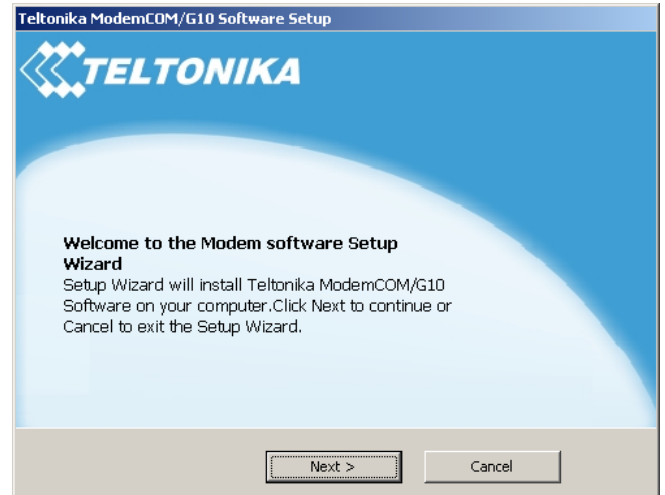 Teltonika ModemCOM/G10 Software Setup
TELTONIKA
Welcome to the Modem software Setup
Wizard
Setup Wizard will install Teltonika ModemCOM/G10
Software on your computer.Click Next to continue or
Cancel to exit the Setup Wizard.
Next >
Cancel